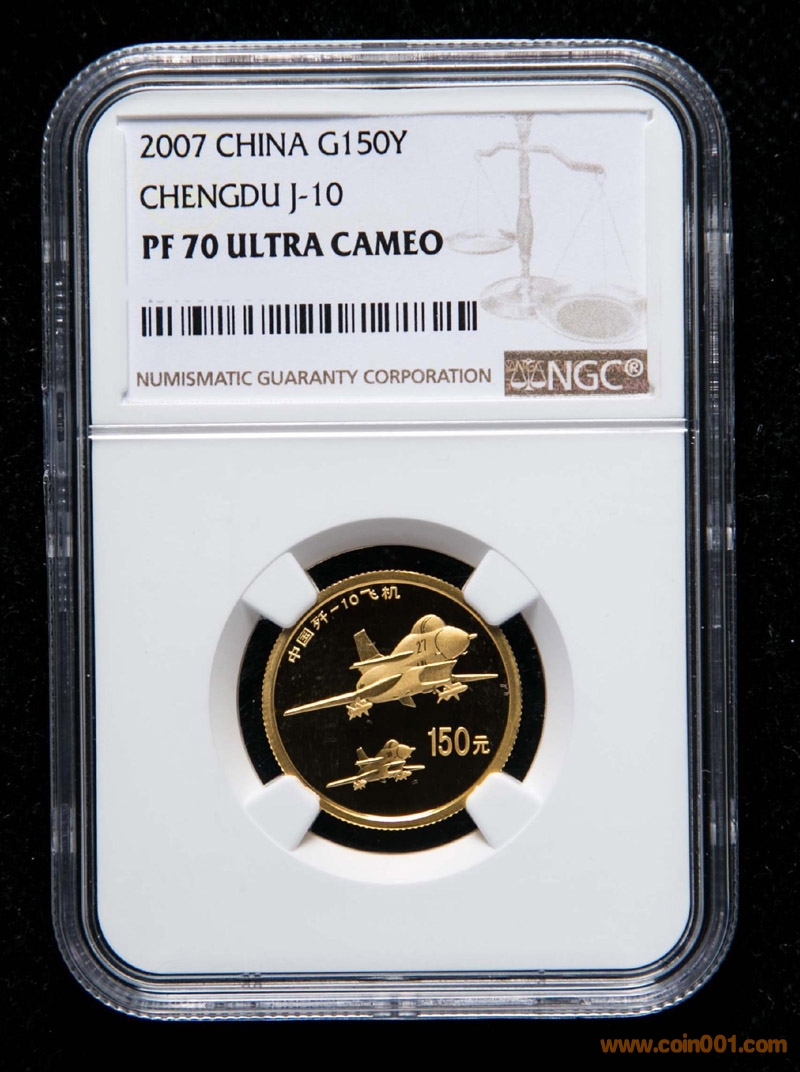 2007 CHINA G150Y
CHENGDU J-10
PF 70 ULTRA CAMEO
NUMISMATIC GUARANTY CORPORATION
NGC®
中国歼-10飞机
27
150元
www.coin001.com